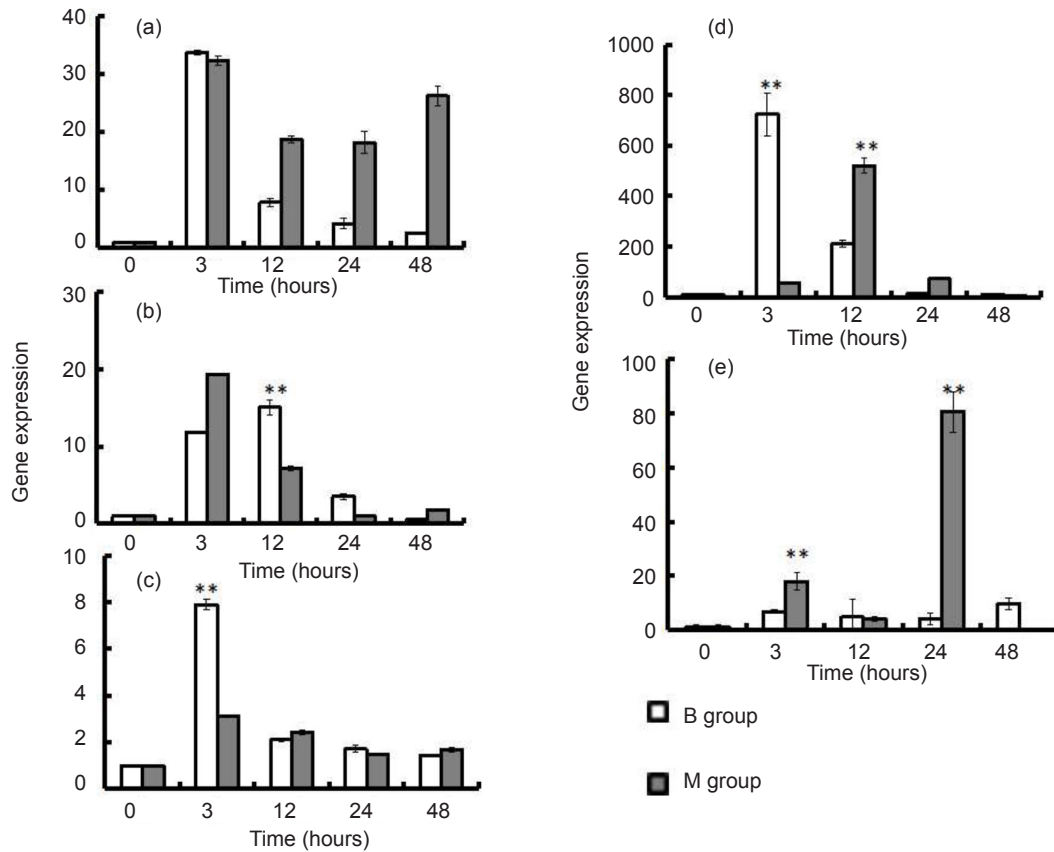 (a)
40
30
20
10
0
0 3 12 24 48
Time (hours)
(b)
30
20
10
0
**
0 3 12 24 48
Time (hours)
(c)
10
8
6
4
2
0
**
0 3 12 24 48
Time (hours)
Gene expression
(d)
1000
800
600
400
200
0
**
**
0 3 12 24 48
Time (hours)
(e)
100
80
60
40
20
0
**
**
0 3 12 24 48
Time (hours)
Gene expression
B group
M group